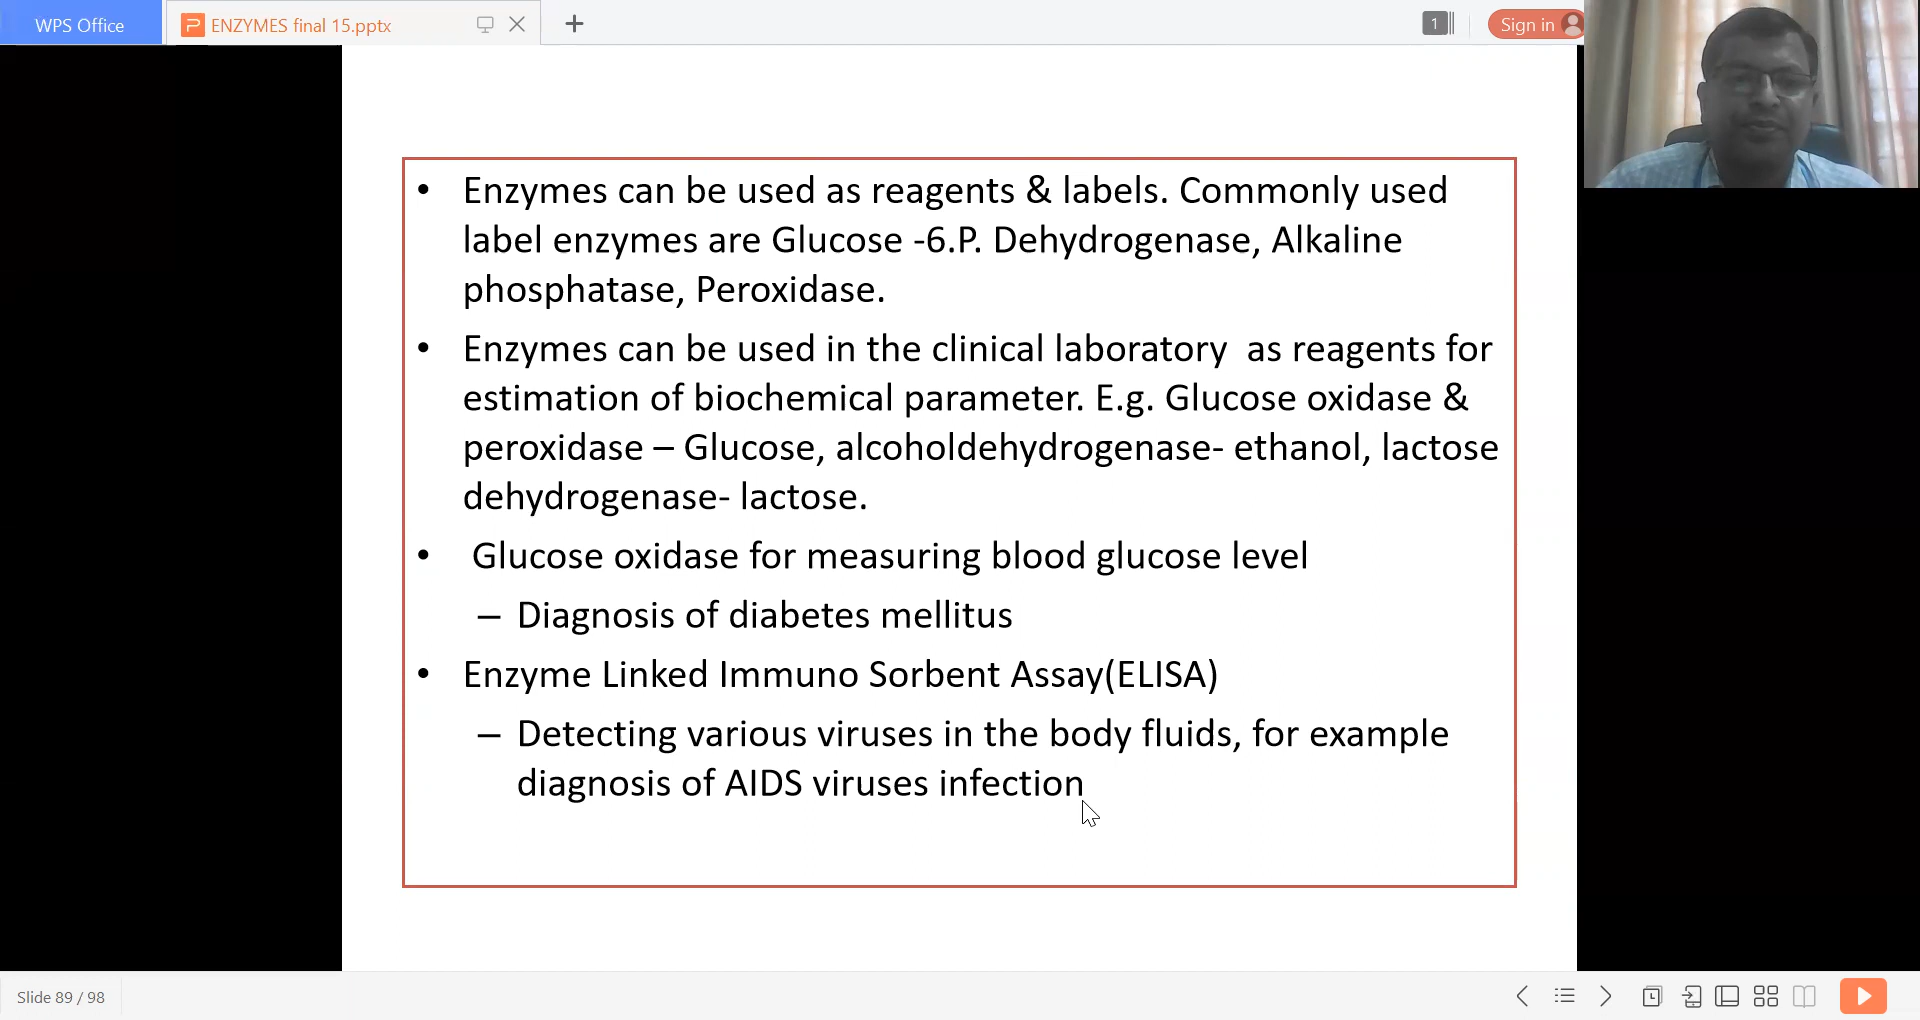 WPS Office
ENZYMES final 15.pptx
1
Sign in
• Enzymes can be used as reagents & labels. Commonly used
label enzymes are Glucose -6.P. Dehydrogenase, Alkaline
phosphatase, Peroxidase.
• Enzymes can be used in the clinical laboratory  as reagents for
estimation of biochemical parameter. E.g. Glucose oxidase &
peroxidase – Glucose, alcoholdehydrogenase- ethanol, lactose
dehydrogenase- lactose.
• Glucose oxidase for measuring blood glucose level
– Diagnosis of diabetes mellitus
• Enzyme Linked Immuno Sorbent Assay(ELISA)
– Detecting various viruses in the body fluids, for example
diagnosis of AIDS viruses infection
Slide 89 / 98